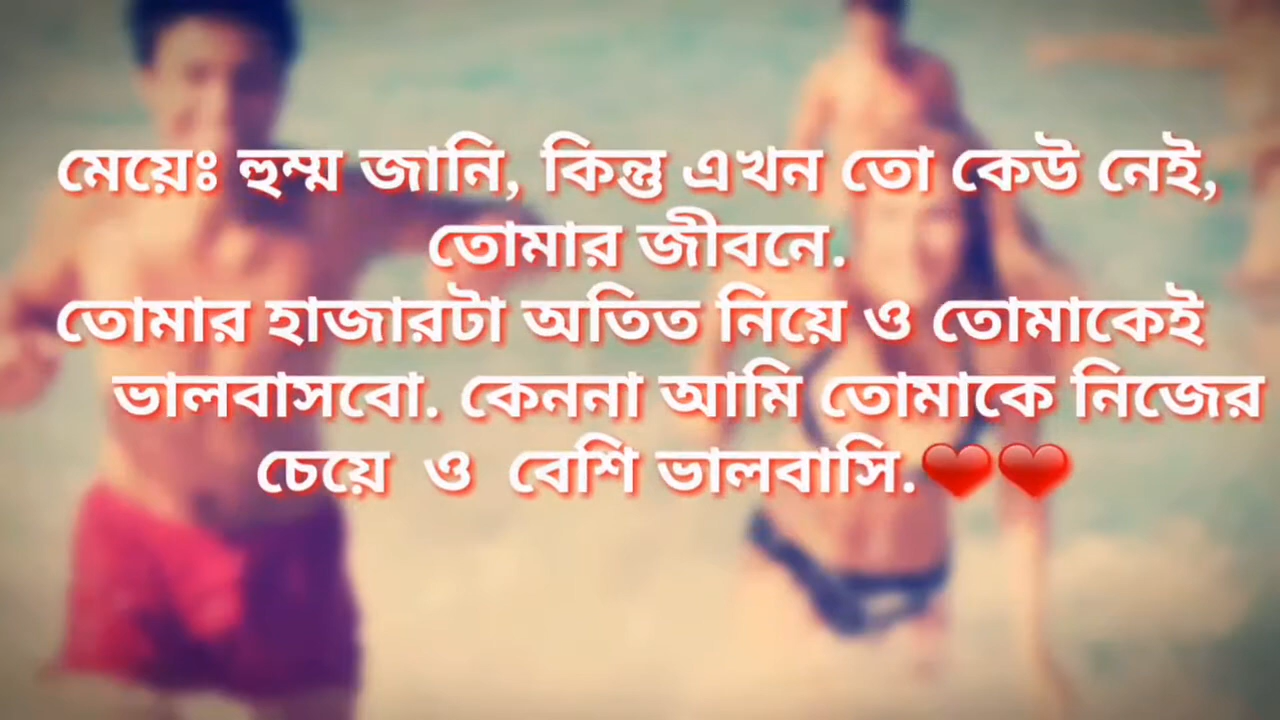 মেয়েঃ হুম্ম জানি, কিন্তু এখন তো কেউ নেই,
তোমার জীবনে.
তোমার হাজারটা অতিত নিয়ে ও তোমাকেই
ভালবাসবো. কেননা আমি তোমাকে নিজের
চেয়ে ও বেশি ভালবাসি.❤❤